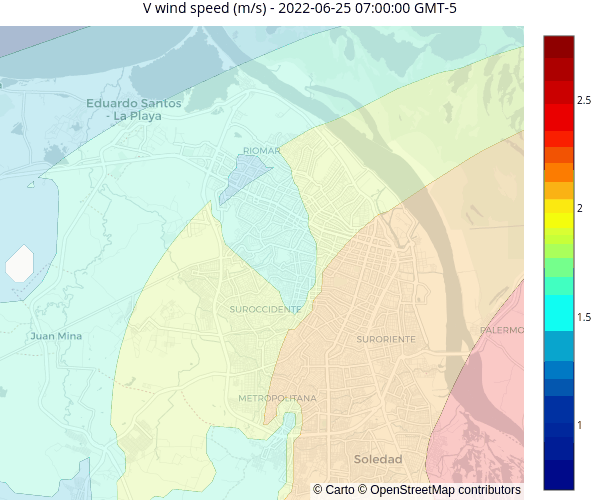 V wind speed (m/s) - 2022-06-25 07:00:00 GMT-5
Eduardo Santos
- La Playa
RIOMAR
2.5
2
SUROCCIDENTE
1.5
Juan Mina
SURORIENTE
PALERMO
METROPOLITANA
1
Soledad
© Carto © OpenStreetMap contributors